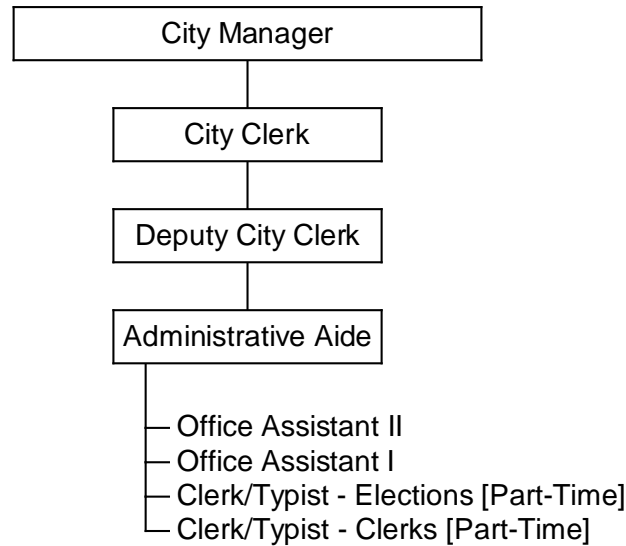 City Manager
City Clerk
Deputy City Clerk
Administrative Aide
Office Assistant II
Office Assistant I
Clerk/Typist - Elections [Part-Time]
Clerk/Typist - Clerks [Part-Time]